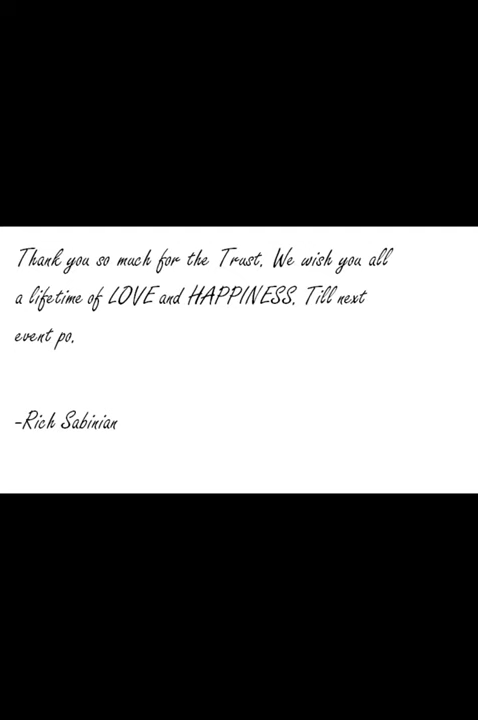 Thank you so much for the Trust. We wish you all
a lifetime of LOVE and HAPPINESS. Till next
event po.
-Rich Sabinian